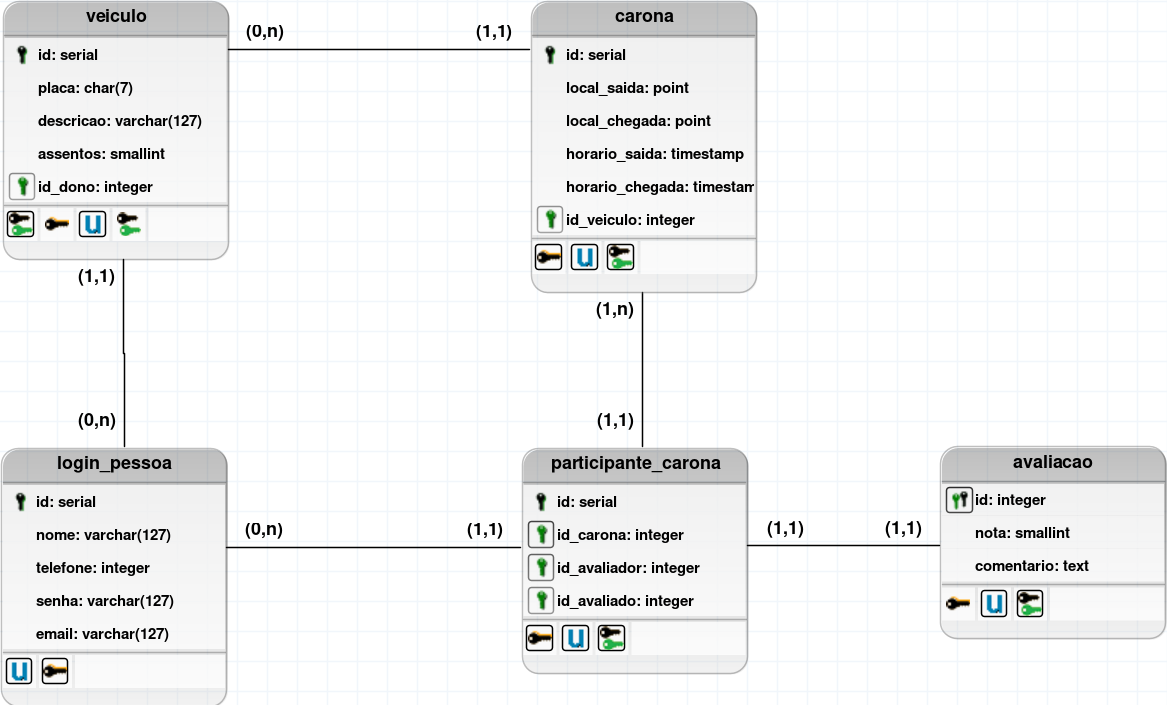 veiculo
id: serial
placa: char(7)
descricao: varchar(127)
assentos: smallint
id_dono: integer
(0,n)
(1,1)
carona
id: serial
local_saida: point
local_chegada: point
horario_saida: timestamp
horario_chegada: timestam
id_veiculo: integer
(1,1)
(0,n)
(1,n)
(1,1)
login_pessoa
id: serial
nome: varchar(127)
telefone: integer
senha: varchar(127)
email: varchar(127)
(0,n)
(1,1)
participante_carona
id: serial
id_carona: integer
id_avaliador: integer
id_avaliado: integer
(1,1)
(1,1)
avaliacao
id: integer
nota: smallint
comentario: text